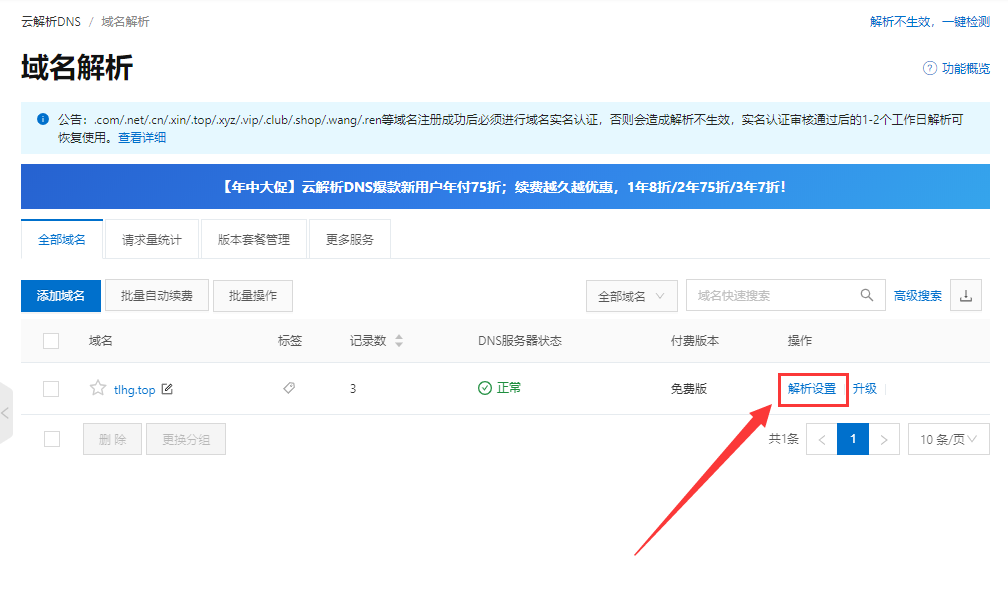 云解析DNS / 域名解析
解析不生效，一键检测
域名解析
功能概览
公告：.com/.net/.cn/.xin/.top/.xyz/.vip/.club/.shop/.wang/.ren等域名注册成功后必须进行域名实名认证，否则会造成解析不生效，实名认证审核通过后的1-2个工作日解析可
恢复使用。查看详细
【年中大促】云解析DNS爆款新用户年付75折；续费越久越优惠，1年8折/2年75折/3年7折！
全部域名 请求量统计 版本套餐管理 更多服务
添加域名 批量自动续费 批量操作 全部域名 域名快速搜索 高级搜索
域名 标签 记录数 DNS服务器状态 付费版本 操作
tlhg.top 3 正常 免费版 解析设置 升级
删 除 更换分组 共1条 < 1 > 10 条/页